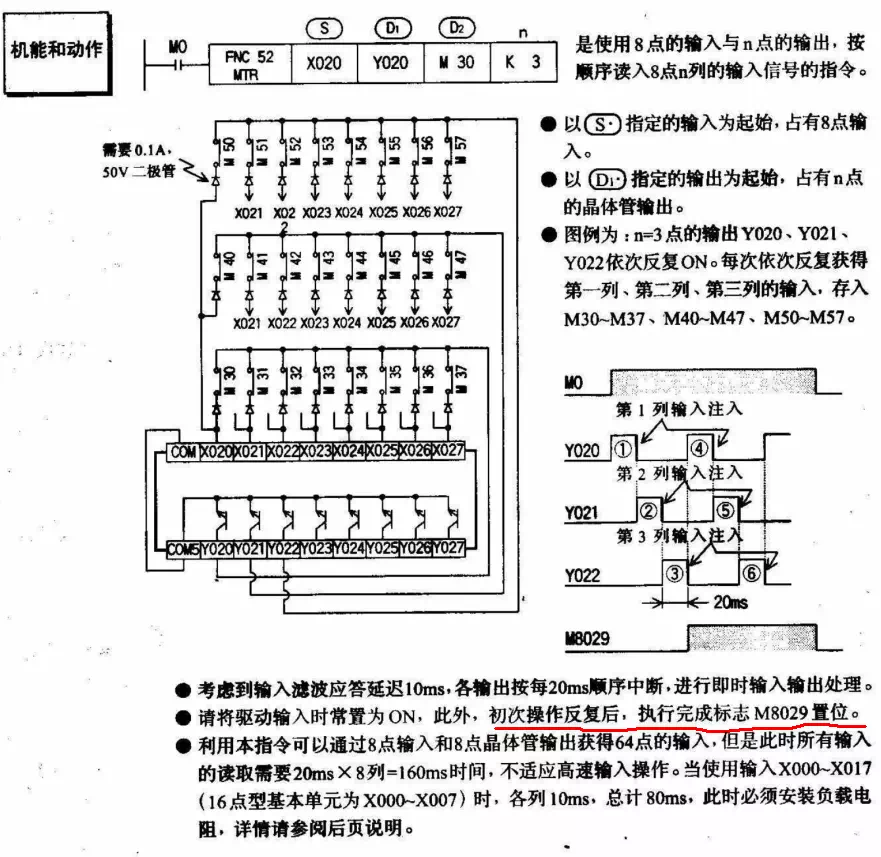 机能和动作
S D1 D2 n
M0
FNC 52 MTR X020 Y020 M 30 K 3
是使用8点的输入与n点的输出，按
顺序读入8点n列的输入信号的指令。
需要0.1A，
50V二极管
M 50 M 51 M 52 M 53 M 54 M 55 M 56 M 57
X021 X022 X023 X024 X025 X026 X027
M 40 M 41 M 42 M 43 M 44 M 45 M 46 M 47
X021 X022 X023 X024 X025 X026 X027
M 30 M 31 M 32 M 33 M 34 M 35 M 36 M 37
COM X020 X021 X022 X023 X024 X025 X026 X027
COM5 Y020 Y021 Y022 Y023 Y024 Y025 Y026 Y027
● 以(S·)指定的输入为起始，占有8点输
入。
● 以(D1·)指定的输出为起始，占有n点
的晶体管输出。
● 图例为：n=3点的输出Y020、Y021、
Y022依次反复ON。每次依次反复获得
第一列、第二列、第三列的输入，存入
M30~M37、M40~M47、M50~M57。
M0
第1列输入注入
Y020 ① ④
第2列输入注入
Y021 ② ⑤
第3列输入注入
Y022 ③ ⑥
20ms
M8029
● 考虑到输入滤波应答延迟10ms，各输出按每20ms顺序中断，进行即时输入输出处理。
● 请将驱动输入时常置为ON，此外，初次操作反复后，执行完成标志M8029置位。
● 利用本指令可以通过8点输入和8点晶体管输出获得64点的输入，但是此时所有输入
的读取需要20ms×8列=160ms时间，不适应高速输入操作。当使用输入X000~X017
（16点型基本单元为X000~X007）时，各列10ms，总计80ms，此时必须安装负载电
阻，详情请参阅后页说明。